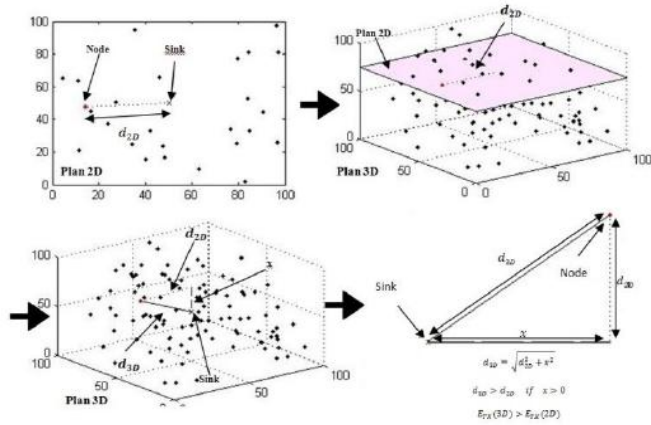 100
80
60
40
20
0
Node
Sink
d2D
Plan 2D
0 20 40 60 80 100
100
50
0
100
50
0 0
50
100
Plan 2D
d2D
Plan 3D
100
50
0
100
50
50
100
d2D
x
d3D
Sink
Plan 3D
Sink
Node
d3D
d2D
x
d3D = √(d²2D + x²)
d3D > d2D if x > 0
ETX(3D) > ETX(2D)